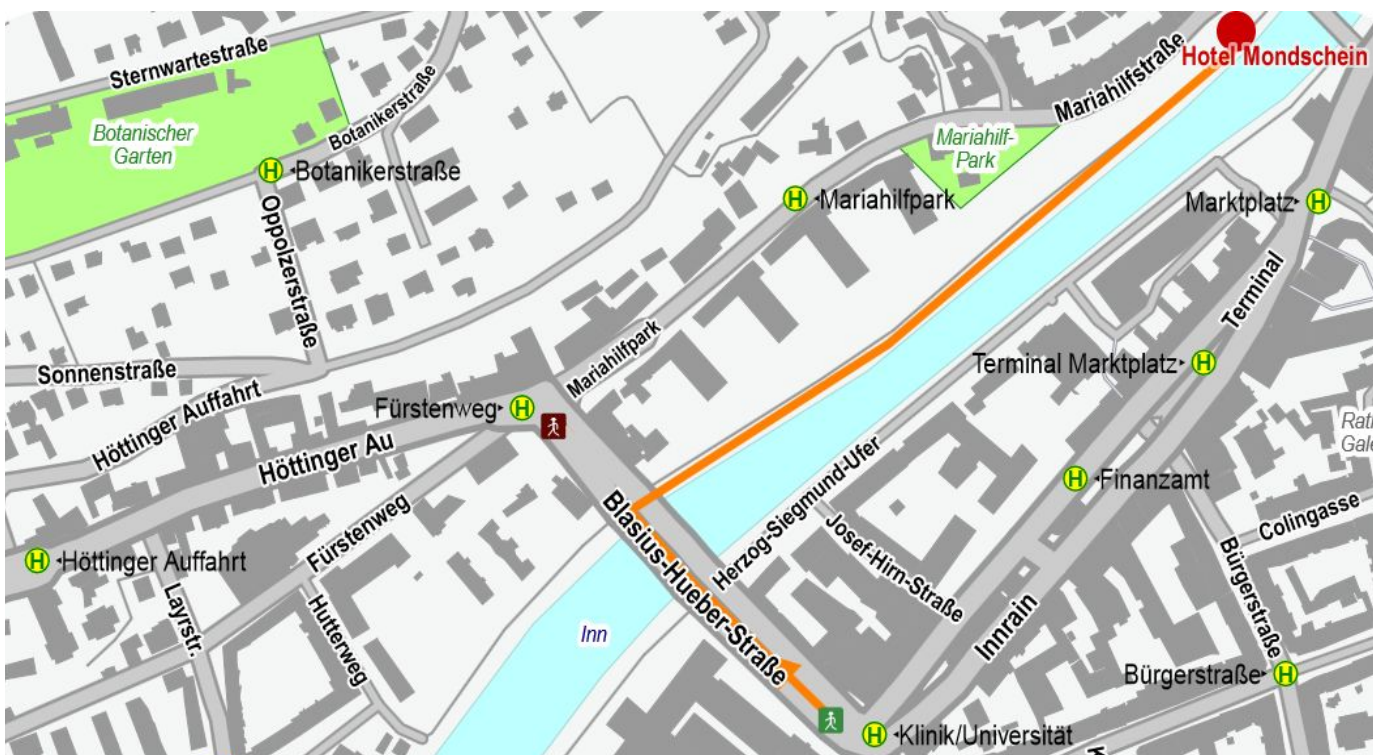 Hotel Mondschein
Sternwartestraße
Mariahilfstraße
Botanikerstraße
Botanischer
Garten
Mariahilf-
Park
H
Botanikerstraße
H
Mariahilfpark
Marktplatz
H
Oppolzerstraße
Terminal
Sonnenstraße
Mariahilfpark
Terminal Marktplatz
H
Fürstenweg
H
Höttinger Auffahrt
Höttinger Au
H
Finanzamt
Herzog-Siegmund-Ufer
Blasius-Hueber-Straße
Josef-Hirn-Straße
Colingasse
Fürstenweg
H
Höttinger Auffahrt
Bürgerstraße
Layrstr.
Hutterweg
Inn
Innrain
Bürgerstraße
H
H
Klinik/Universität